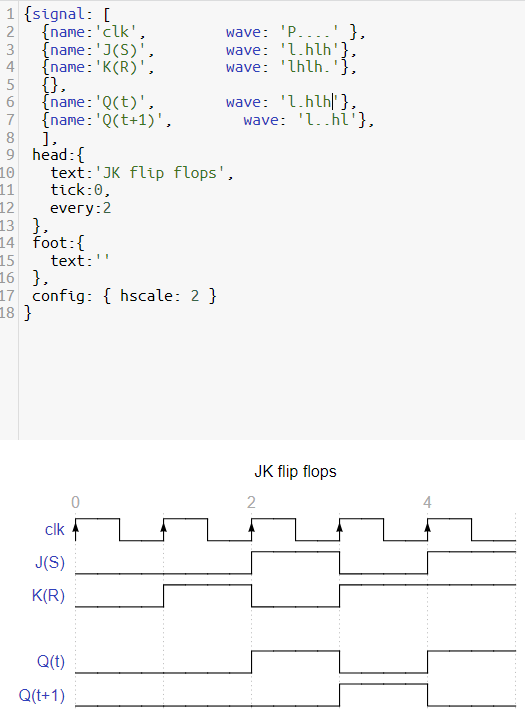 1 {signal: [
2 {name:'clk', wave: 'P....' },
3 {name:'J(S)', wave: 'l.hlh'},
4 {name:'K(R)', wave: 'lhlh.'},
5 {},
6 {name:'Q(t)', wave: 'l.hlh'},
7 {name:'Q(t+1)', wave: 'l..hl'},
8 ],
9 head:{
10 text:'JK flip flops',
11 tick:0,
12 every:2
13 },
14 foot:{
15 text:''
16 },
17 config: { hscale: 2 }
18 }
JK flip flops
0 2 4
clk
J(S)
K(R)
Q(t)
Q(t+1)